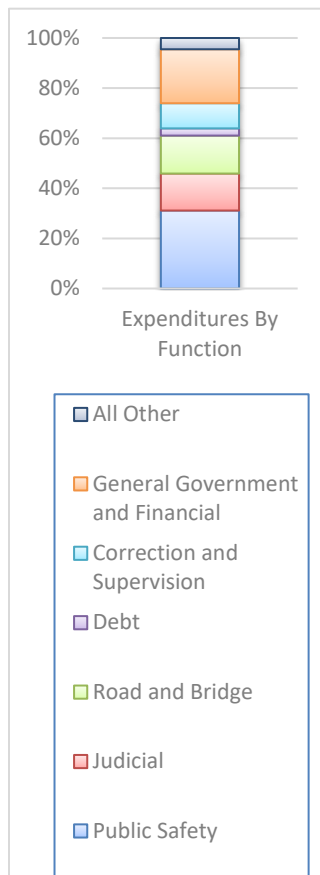 100%
80%
60%
40%
20%
0%
Expenditures By
Function
All Other
General Government
and Financial
Correction and
Supervision
Debt
Road and Bridge
Judicial
Public Safety